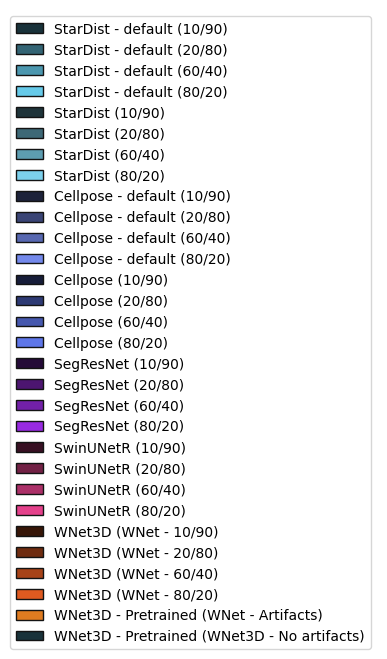 StarDist - default (10/90)
StarDist - default (20/80)
StarDist - default (60/40)
StarDist - default (80/20)
StarDist (10/90)
StarDist (20/80)
StarDist (60/40)
StarDist (80/20)
Cellpose - default (10/90)
Cellpose - default (20/80)
Cellpose - default (60/40)
Cellpose - default (80/20)
Cellpose (10/90)
Cellpose (20/80)
Cellpose (60/40)
Cellpose (80/20)
SegResNet (10/90)
SegResNet (20/80)
SegResNet (60/40)
SegResNet (80/20)
SwinUNetR (10/90)
SwinUNetR (20/80)
SwinUNetR (60/40)
SwinUNetR (80/20)
WNet3D (WNet - 10/90)
WNet3D (WNet - 20/80)
WNet3D (WNet - 60/40)
WNet3D (WNet - 80/20)
WNet3D - Pretrained (WNet - Artifacts)
WNet3D - Pretrained (WNet3D - No artifacts)